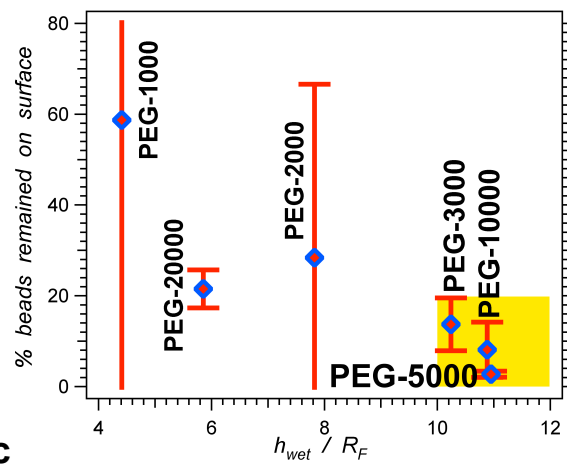 80
60
40
20
0
% beads remained on surface
PEG-1000
PEG-20000
PEG-2000
PEG-3000
PEG-10000
PEG-5000
4 6 8 10 12
h_wet / R_F
c